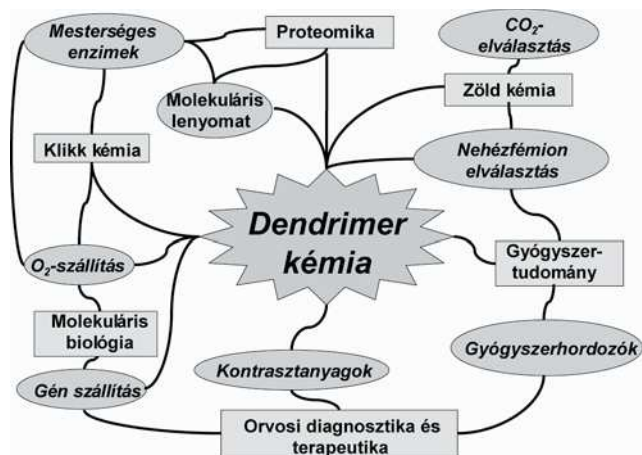 Mesterséges
enzimek
Proteomika
CO₂-
elválasztás
Molekuláris
lenyomat
Zöld kémia
Klikk kémia
Nehézfémion
elválasztás
Dendrimer
kémia
O₂-szállítás
Gyógyszer-
tudomány
Molekuláris
biológia
Kontrasztanyagok
Gyógyszerhordozók
Gén szállítás
Orvosi diagnosztika és
terapeutika